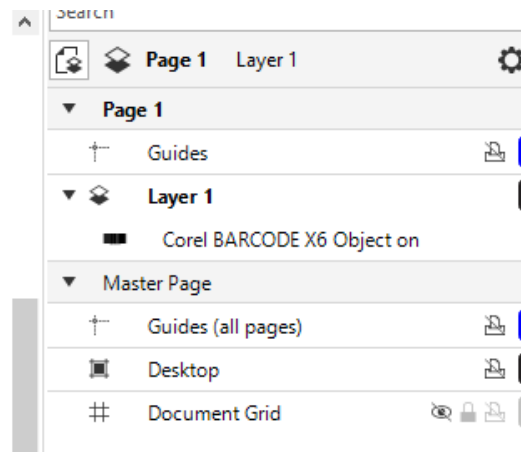 Search
Page 1 Layer 1
Page 1
Guides
Layer 1
Corel BARCODE X6 Object on
Master Page
Guides (all pages)
Desktop
Document Grid